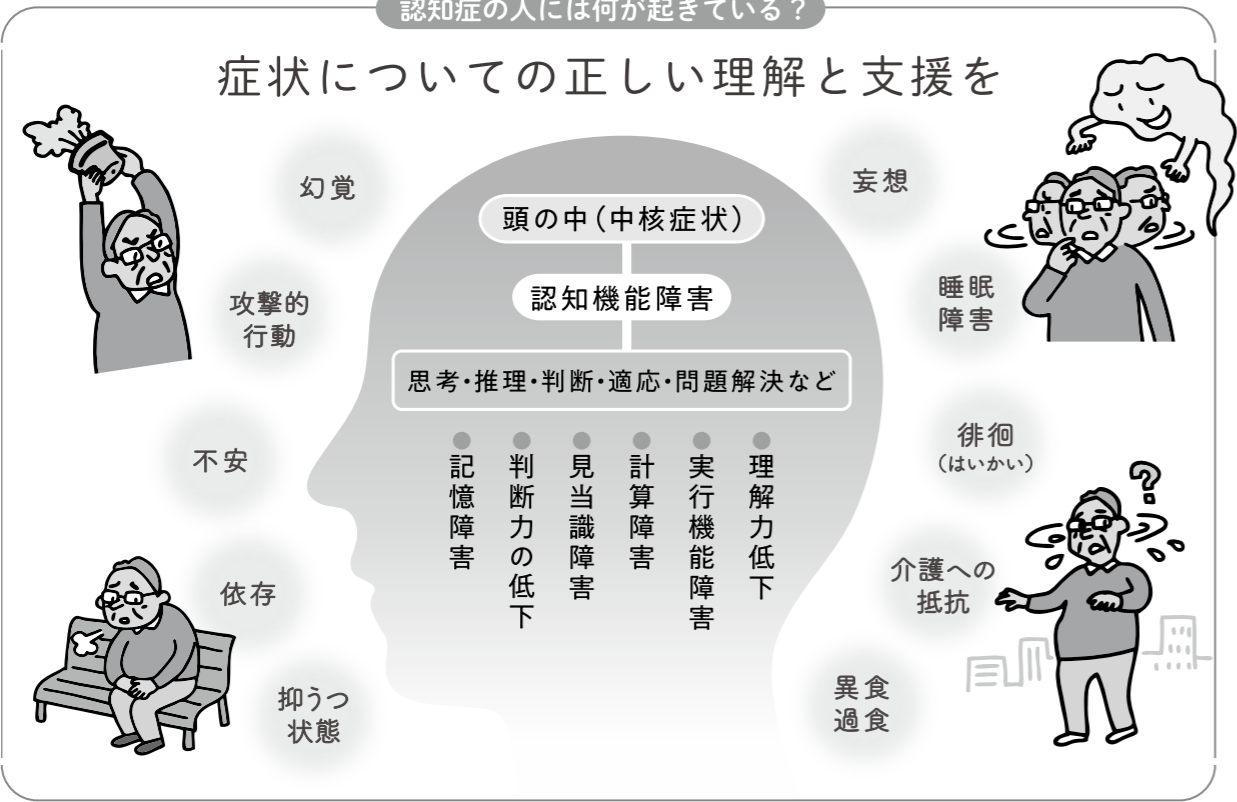 認知症の人には何が起きている？
症状についての正しい理解と支援を
幻覚
攻撃的
行動
不安
依存
抑うつ
状態
頭の中（中核症状）
認知機能障害
思考・推理・判断・適応・問題解決など
記憶障害
判断力の低下
見当識障害
計算障害
実行機能障害
理解力低下
妄想
睡眠
障害
徘徊
（はいかい）
介護への
抵抗
異食
過食
?